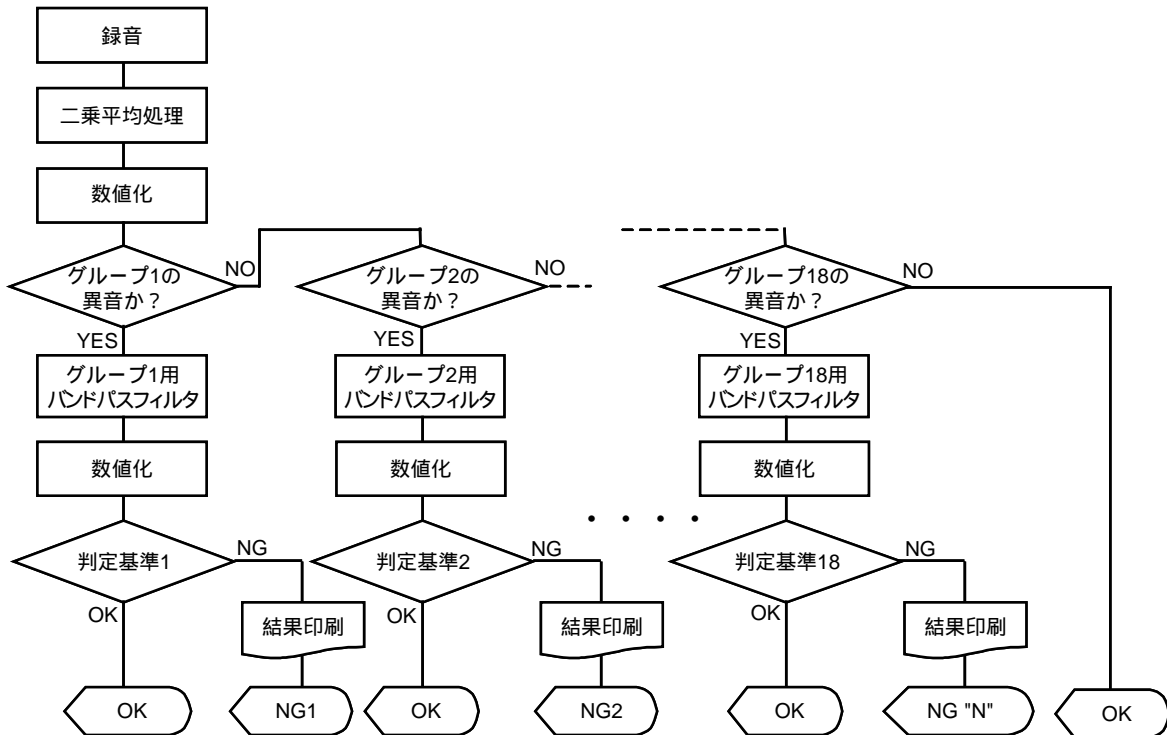 録音
二乗平均処理
数値化
グループ1の
異音か？
NO
グループ2の
異音か？
NO
グループ18の
異音か？
NO
YES
YES
YES
グループ1用
バンドパスフィルタ
グループ2用
バンドパスフィルタ
グループ18用
バンドパスフィルタ
数値化
数値化
数値化
・・・・
判定基準1
NG
判定基準2
NG
判定基準18
NG
OK
結果印刷
OK
結果印刷
OK
結果印刷
OK
NG1
OK
NG2
OK
NG "N"
OK